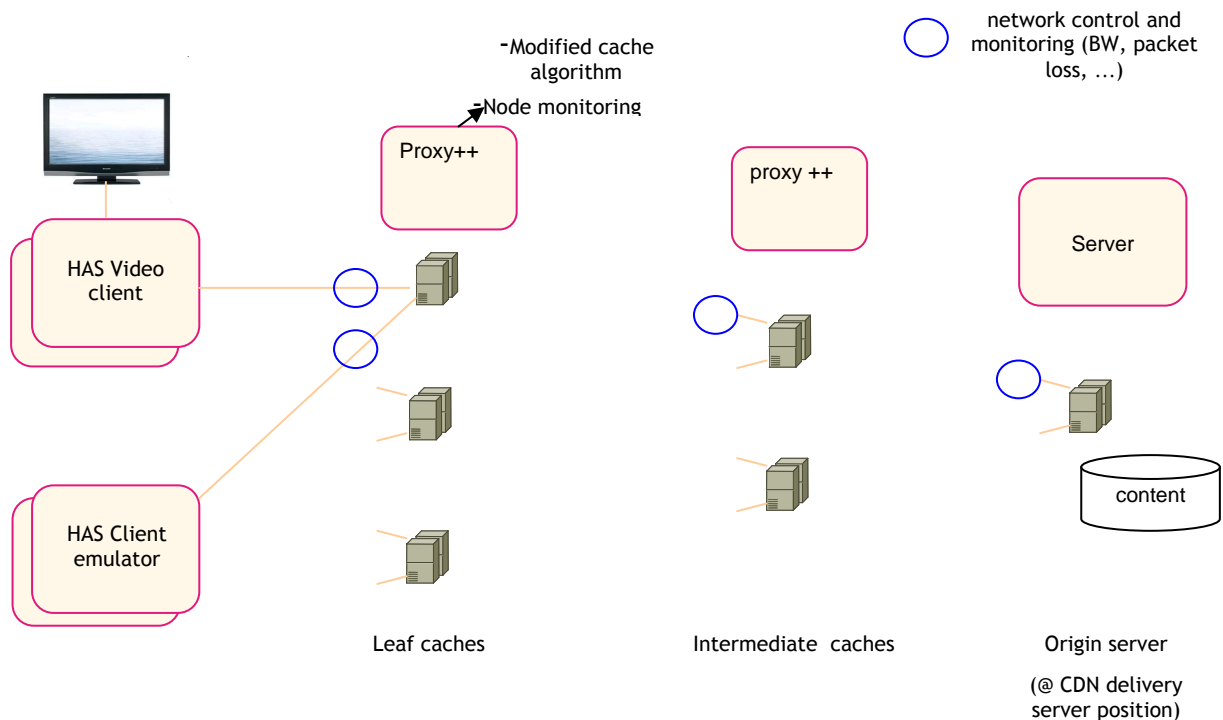 -Modified cache
algorithm
-Node monitoring
network control and
monitoring (BW, packet
loss, ...)
Proxy++
proxy ++
Server
HAS Video
client
HAS Client
emulator
content
Leaf caches
Intermediate caches
Origin server
(@ CDN delivery
server position)